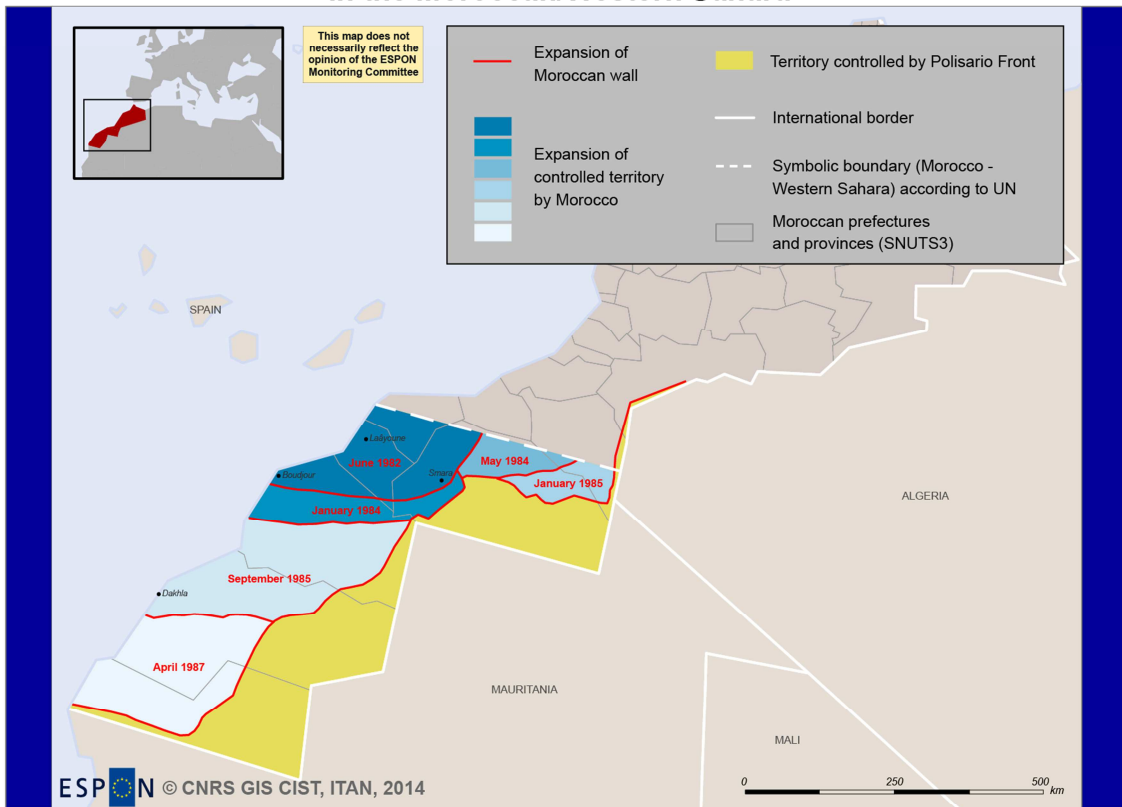 This map does not
necessarily reflect the
opinion of the ESPON
Monitoring Committee
Expansion of
Moroccan wall
Expansion of
controlled territory
by Morocco
Territory controlled by Polisario Front
International border
Symbolic boundary (Morocco -
Western Sahara) according to UN
Moroccan prefectures
and provinces (SNUTS3)
SPAIN
Laâyoune
June 1982
Boudjour
Smara
May 1984
January 1985
January 1984
ALGERIA
September 1985
Dakhla
April 1987
MAURITANIA
MALI
ESPON © CNRS GIS CIST, ITAN, 2014
0 250 500
km